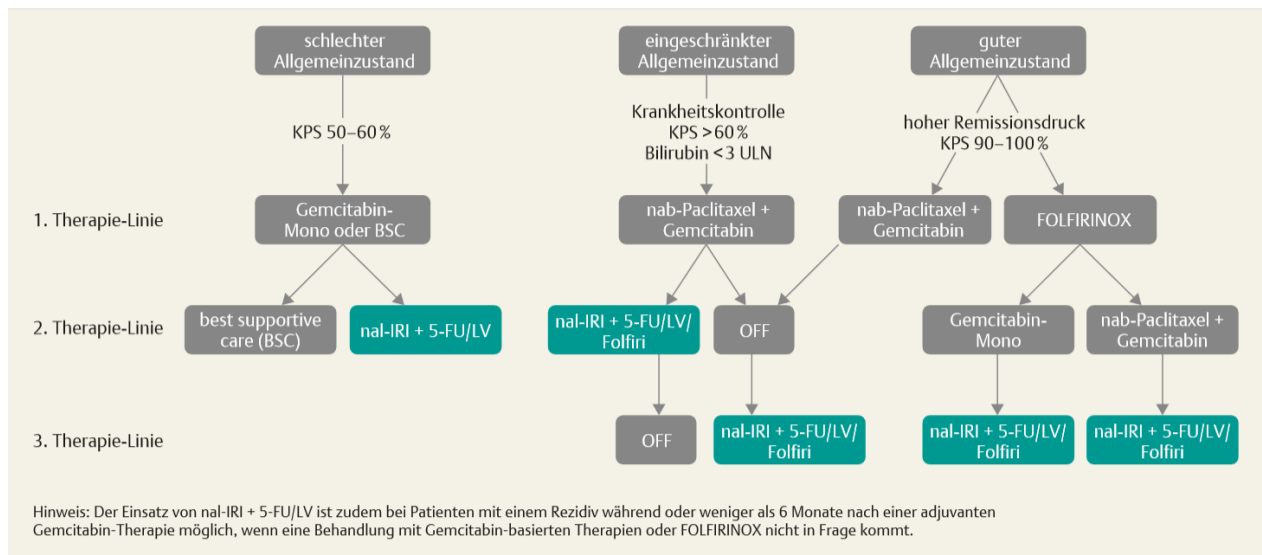 schlechter
Allgemeinzustand
eingeschränkter
Allgemeinzustand
guter
Allgemeinzustand
KPS 50–60 %
Krankheitskontrolle
KPS > 60 %
Bilirubin < 3 ULN
hoher Remissionsdruck
KPS 90–100 %
1. Therapie-Linie
Gemcitabin-
Mono oder BSC
nab-Paclitaxel +
Gemcitabin
nab-Paclitaxel +
Gemcitabin
FOLFIRINOX
2. Therapie-Linie
best supportive
care (BSC)
nal-IRI + 5-FU/LV
nal-IRI + 5-FU/LV/
Folfiri
OFF
Gemcitabin-
Mono
nab-Paclitaxel +
Gemcitabin
3. Therapie-Linie
OFF
nal-IRI + 5-FU/LV/
Folfiri
nal-IRI + 5-FU/LV/
Folfiri
nal-IRI + 5-FU/LV/
Folfiri
Hinweis: Der Einsatz von nal-IRI + 5-FU/LV ist zudem bei Patienten mit einem Rezidiv während oder weniger als 6 Monate nach einer adjuvanten
Gemcitabin-Therapie möglich, wenn eine Behandlung mit Gemcitabin-basierten Therapien oder FOLFIRINOX nicht in Frage kommt.